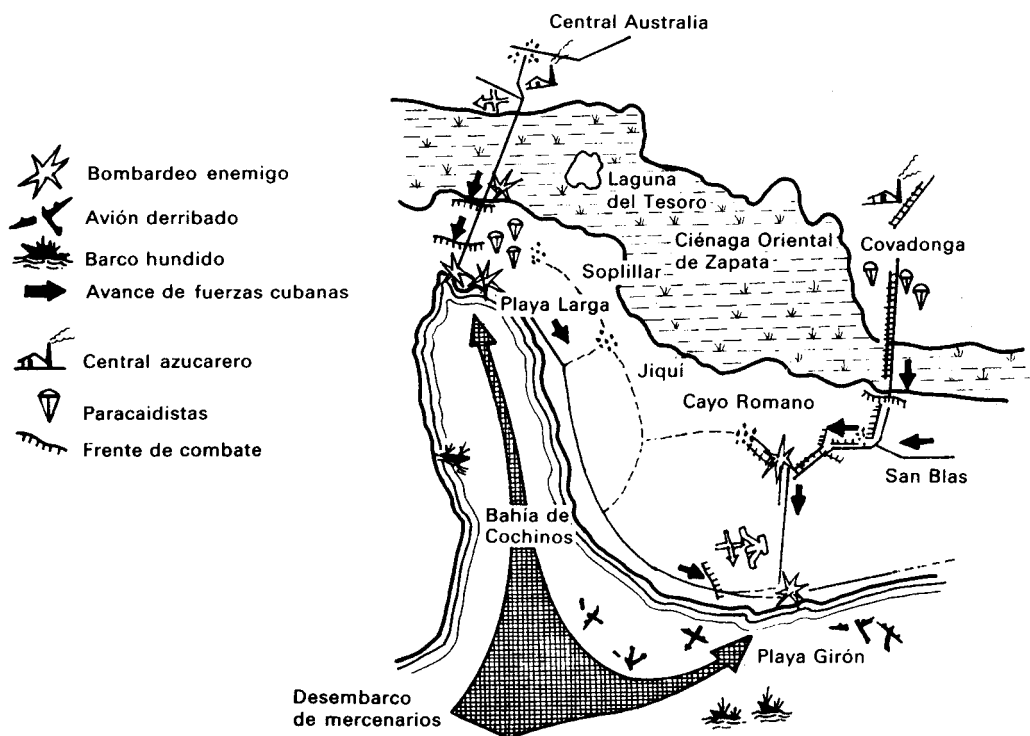 Central Australia
Bombardeo enemigo
Avión derribado
Barco hundido
Avance de fuerzas cubanas
Central azucarero
Paracaidistas
Frente de combate
Laguna
del Tesoro
Ciénaga Oriental
de Zapata
Covadonga
Soplillar
Playa Larga
Jiquí
Cayo Romano
San Blas
Bahía de
Cochinos
Playa Girón
Desembarco
de mercenarios